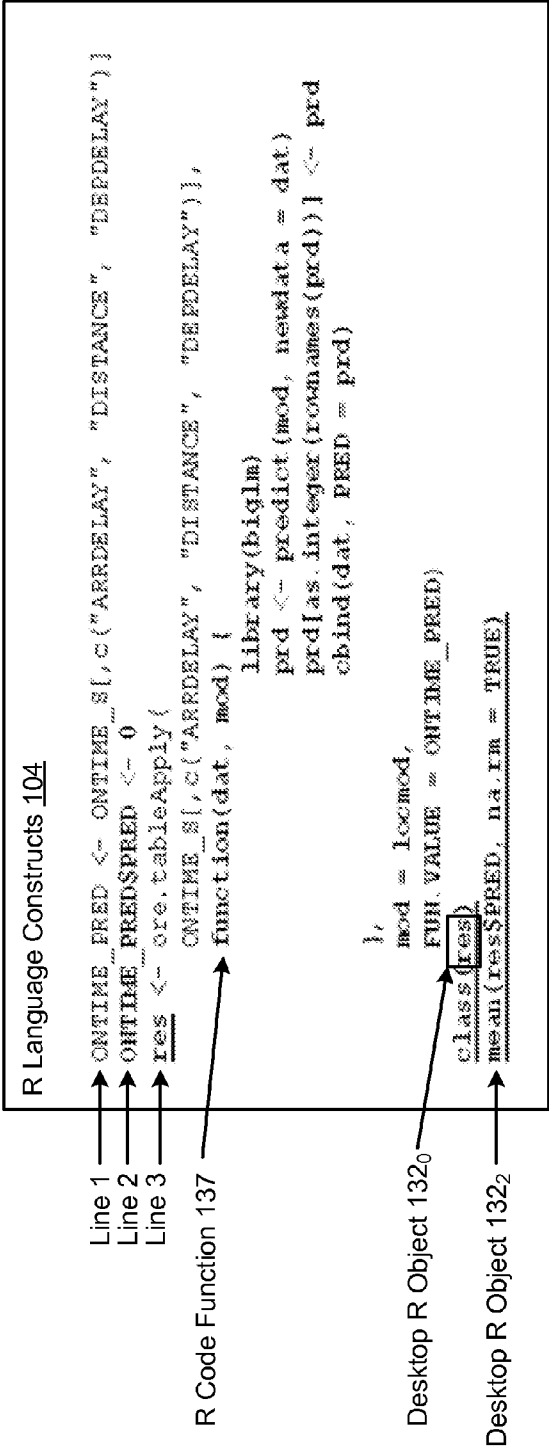 R Language Constructs 104
Line 1
ONTIME_PRED <- ONTIME_S[,c("ARRDELAY", "DISTANCE", "DEPDELAY")]
Line 2
ONTIME_PRED$PRED <- 0
Line 3
res <- ore.tableApply(
ONTIME_S[,c("ARRDELAY", "DISTANCE", "DEPDELAY")],
R Code Function 137
function(dat, mod) {
library(biglm)
prd <- predict(mod, newdata = dat)
prd[as.integer(rownames(prd))] <- prd
cbind(dat, PRED = prd)
},
mod = locmod,
FUN.VALUE = ONTIME_PRED)
Desktop R Object 132₀
class(res)
Desktop R Object 132₂
mean(res$PRED, na.rm = TRUE)